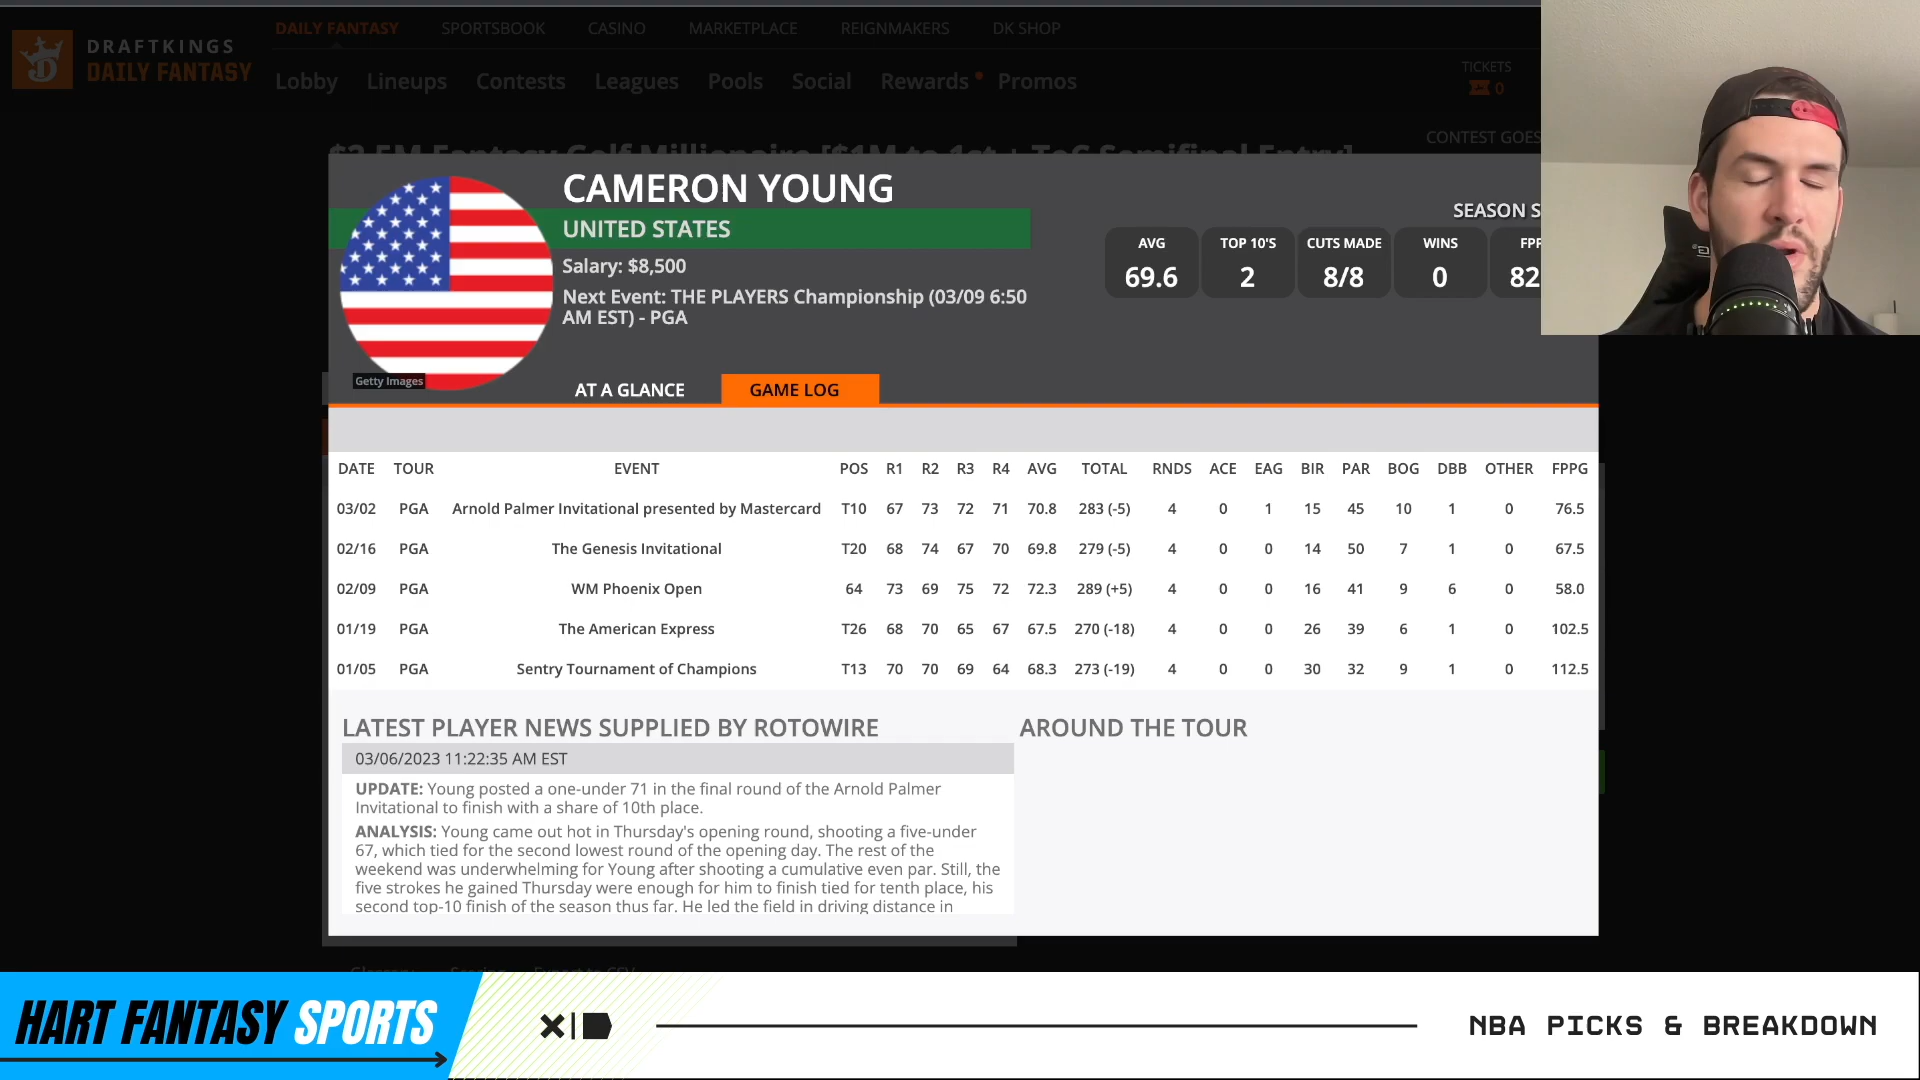 DAILY FANTASY SPORTSBOOK CASINO MARKETPLACE REIGNMAKERS DK SHOP
DRAFTKINGS
DAILY FANTASY
Lobby Lineups Contests Leagues Pools Social Rewards Promos
TICKETS
0
CONTEST GOES
$2.5M Fantasy Golf Millionaire [$1M to 1st + ToC Semifinal Entry]
CAMERON YOUNG
UNITED STATES
Salary: $8,500
Next Event: THE PLAYERS Championship (03/09 6:50
AM EST) - PGA
SEASON S
AVG TOP 10'S CUTS MADE WINS FPP
69.6 2 8/8 0 82
Getty Images
AT A GLANCE GAME LOG
DATE TOUR EVENT POS R1 R2 R3 R4 AVG TOTAL RNDS ACE EAG BIR PAR BOG DBB OTHER FPPG
03/02 PGA Arnold Palmer Invitational presented by Mastercard T10 67 73 72 71 70.8 283 (-5) 4 0 1 15 45 10 1 0 76.5
02/16 PGA The Genesis Invitational T20 68 74 67 70 69.8 279 (-5) 4 0 0 14 50 7 1 0 67.5
02/09 PGA WM Phoenix Open 64 73 69 75 72 72.3 289 (+5) 4 0 0 16 41 9 6 0 58.0
01/19 PGA The American Express T26 68 70 65 67 67.5 270 (-18) 4 0 0 26 39 6 1 0 102.5
01/05 PGA Sentry Tournament of Champions T13 70 70 69 64 68.3 273 (-19) 4 0 0 30 32 9 1 0 112.5
LATEST PLAYER NEWS SUPPLIED BY ROTOWIRE
AROUND THE TOUR
03/06/2023 11:22:35 AM EST
UPDATE: Young posted a one-under 71 in the final round of the Arnold Palmer
Invitational to finish with a share of 10th place.
ANALYSIS: Young came out hot in Thursday's opening round, shooting a five-under
67, which tied for the second lowest round of the opening day. The rest of the
weekend was underwhelming for Young after shooting a cumulative even par. Still, the
five strokes he gained Thursday were enough for him to finish tied for tenth place, his
second top-10 finish of the season thus far. He led the field in driving distance in
HART FANTASY SPORTS
NBA PICKS & BREAKDOWN